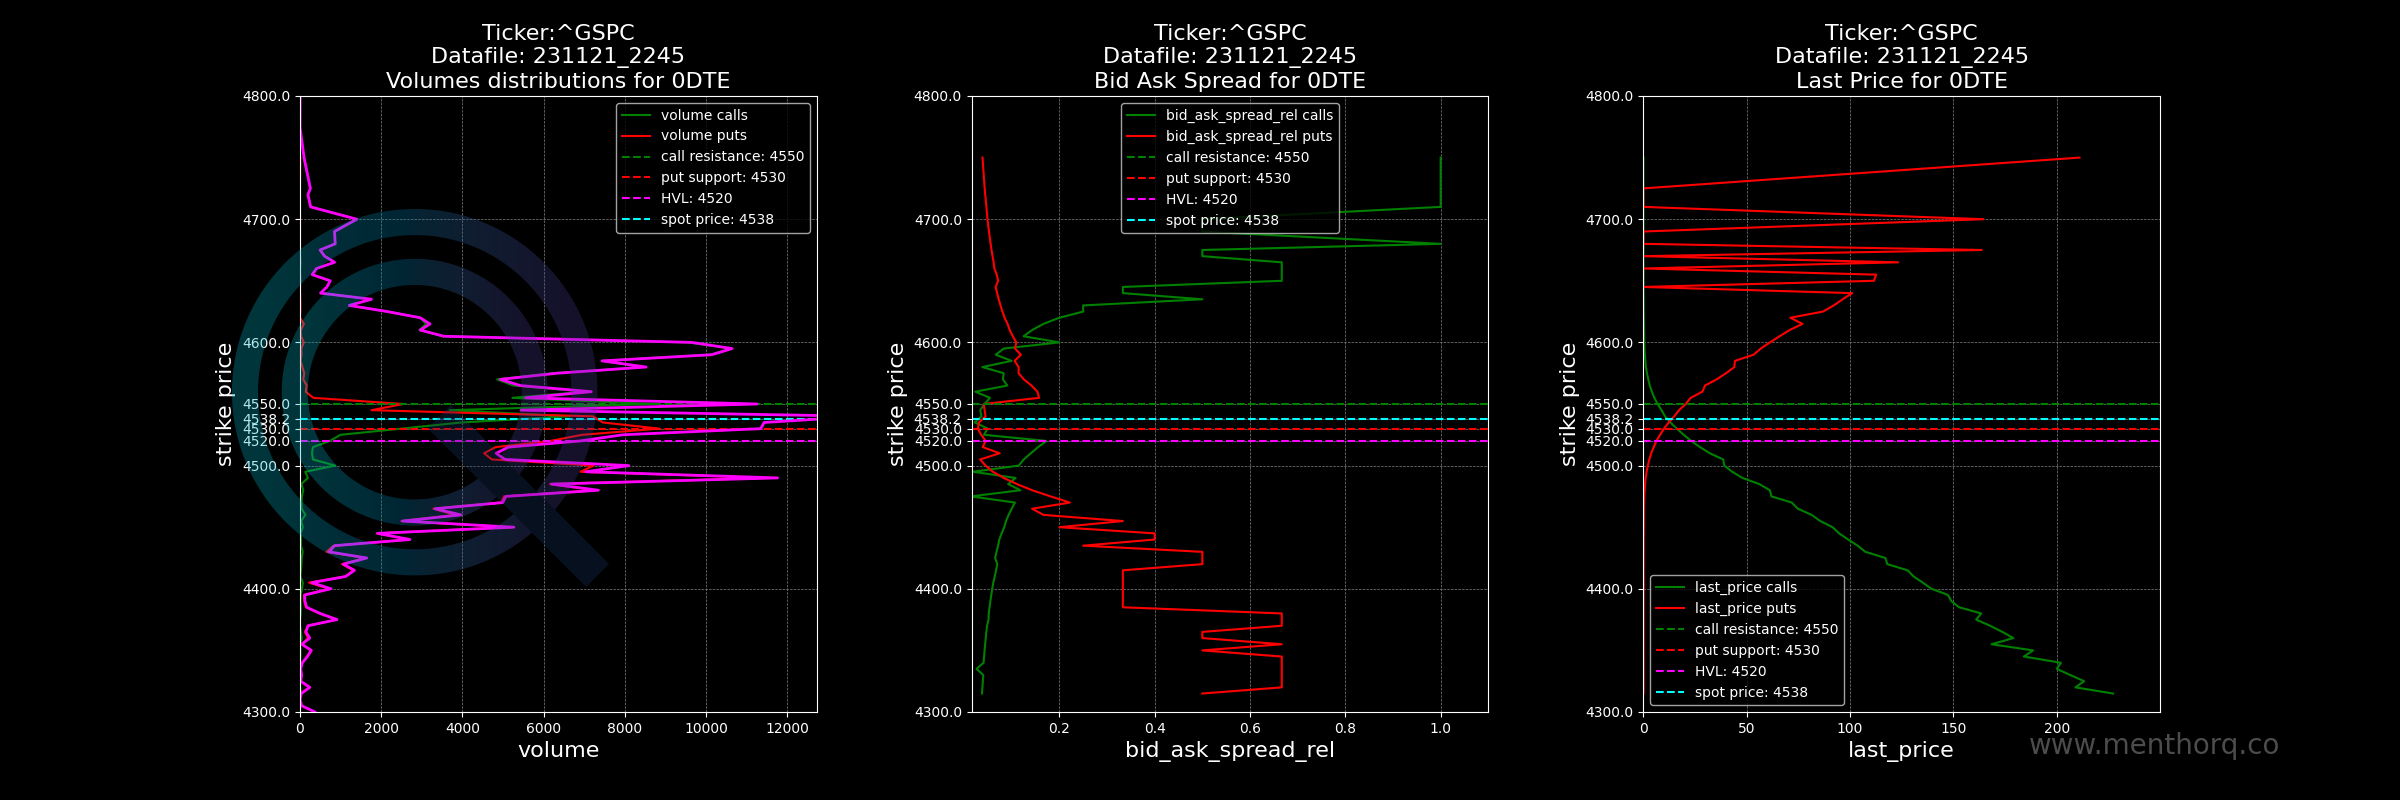 Ticker:^GSPC
Datafile: 231121_2245
Volumes distributions for 0DTE
4800.0
4700.0
4600.0
4550.0
4538.2
4530.0
4520.0
4500.0
4400.0
4300.0
strike price
volume calls
volume puts
call resistance: 4550
put support: 4530
HVL: 4520
spot price: 4538
0
2000
4000
6000
8000
10000
12000
volume
Ticker:^GSPC
Datafile: 231121_2245
Bid Ask Spread for 0DTE
4800.0
4700.0
4600.0
4550.0
4538.2
4530.0
4520.0
4500.0
4400.0
4300.0
strike price
bid_ask_spread_rel calls
bid_ask_spread_rel puts
call resistance: 4550
put support: 4530
HVL: 4520
spot price: 4538
0.2
0.4
0.6
0.8
1.0
bid_ask_spread_rel
Ticker:^GSPC
Datafile: 231121_2245
Last Price for 0DTE
4800.0
4700.0
4600.0
4550.0
4538.2
4530.0
4520.0
4500.0
4400.0
4300.0
strike price
last_price calls
last_price puts
call resistance: 4550
put support: 4530
HVL: 4520
spot price: 4538
0
50
100
150
200
last_price
www.menthorq.co